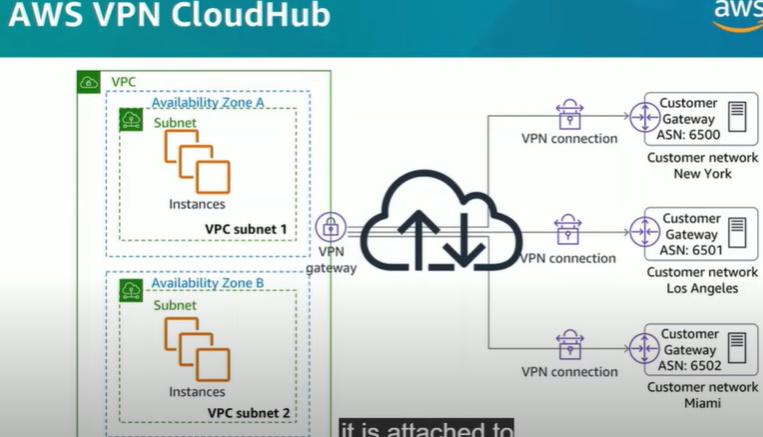 AWS VPN CloudHub
aws
VPC
Availability Zone A
Subnet
Instances
VPC subnet 1
Availability Zone B
Subnet
Instances
VPC subnet 2
VPN
gateway
VPN connection
Customer
Gateway
ASN: 6500
Customer network
New York
VPN connection
Customer
Gateway
ASN: 6501
Customer network
Los Angeles
VPN connection
Customer
Gateway
ASN: 6502
Customer network
Miami
it is attached to